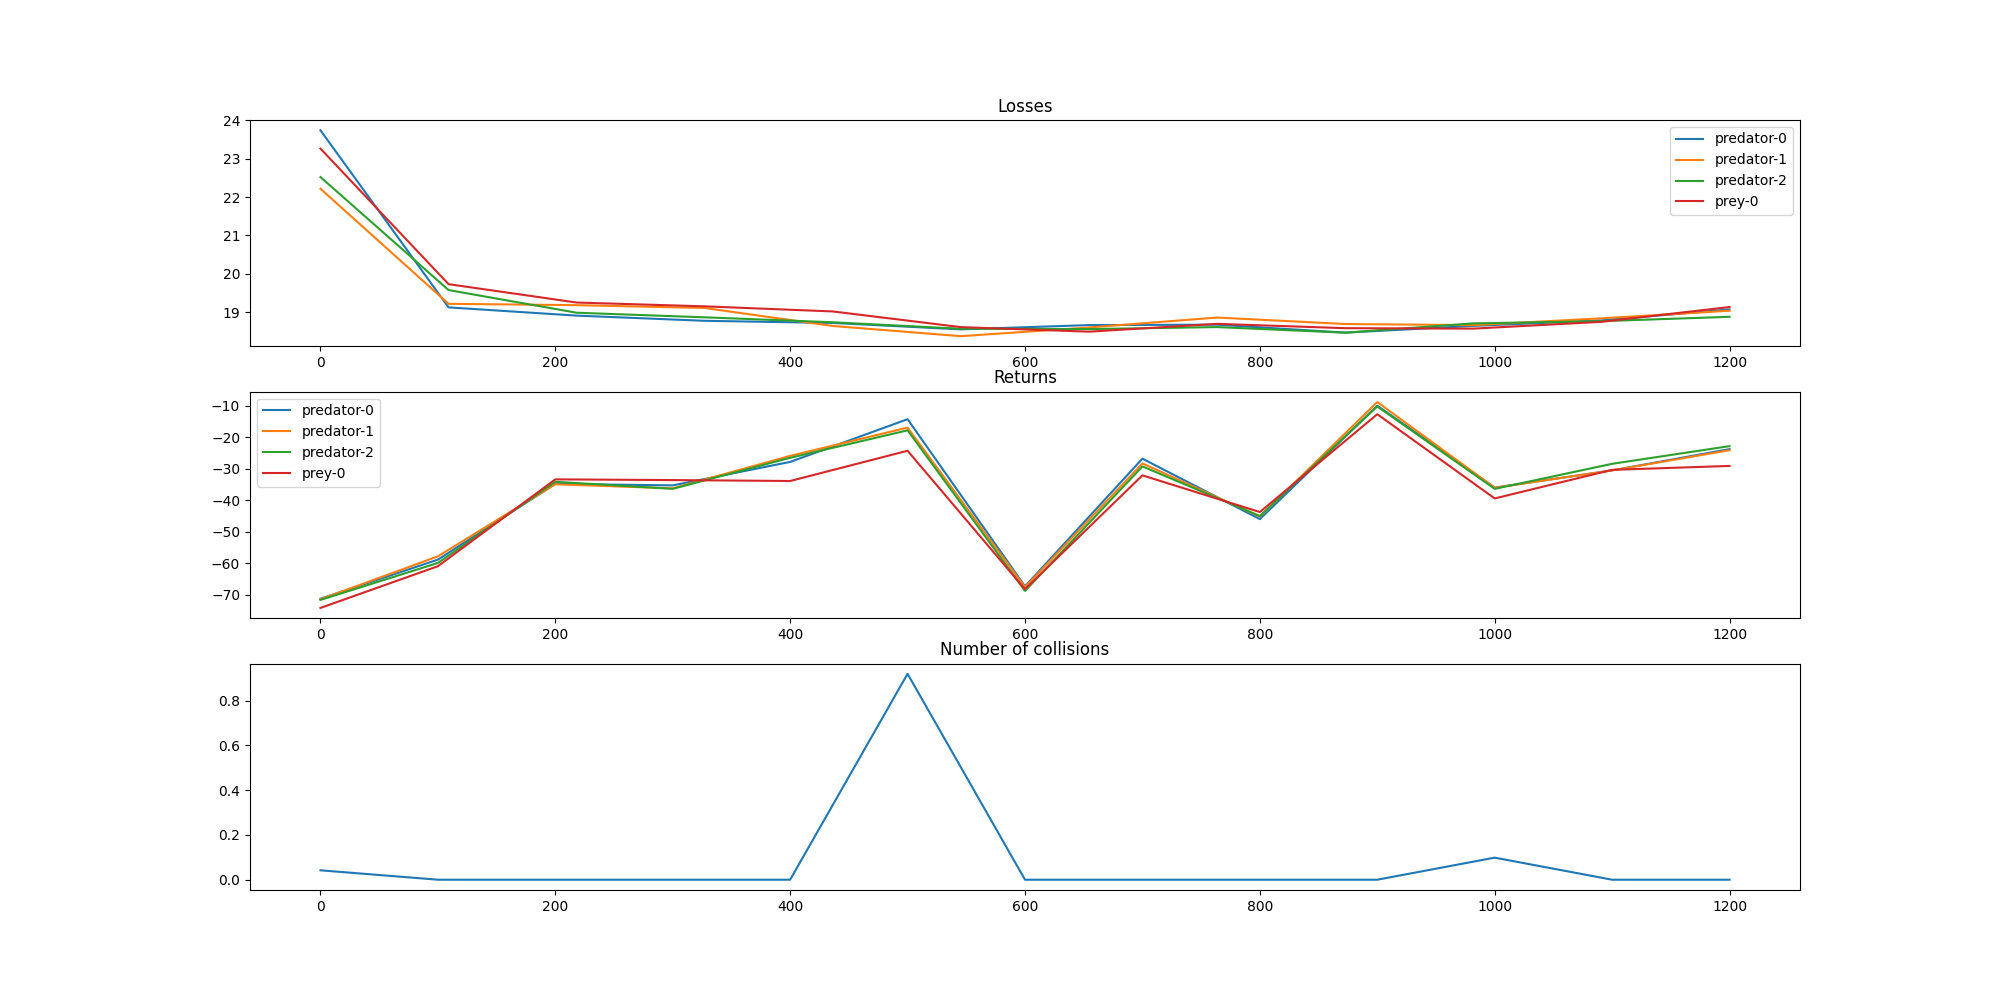 Losses
24
23
22
21
20
19
predator-0
predator-1
predator-2
prey-0
0 200 400 600 800 1000 1200
Returns
−10
−20
−30
−40
−50
−60
−70
predator-0
predator-1
predator-2
prey-0
0 200 400 600 800 1000 1200
Number of collisions
0.8
0.6
0.4
0.2
0.0
0 200 400 600 800 1000 1200